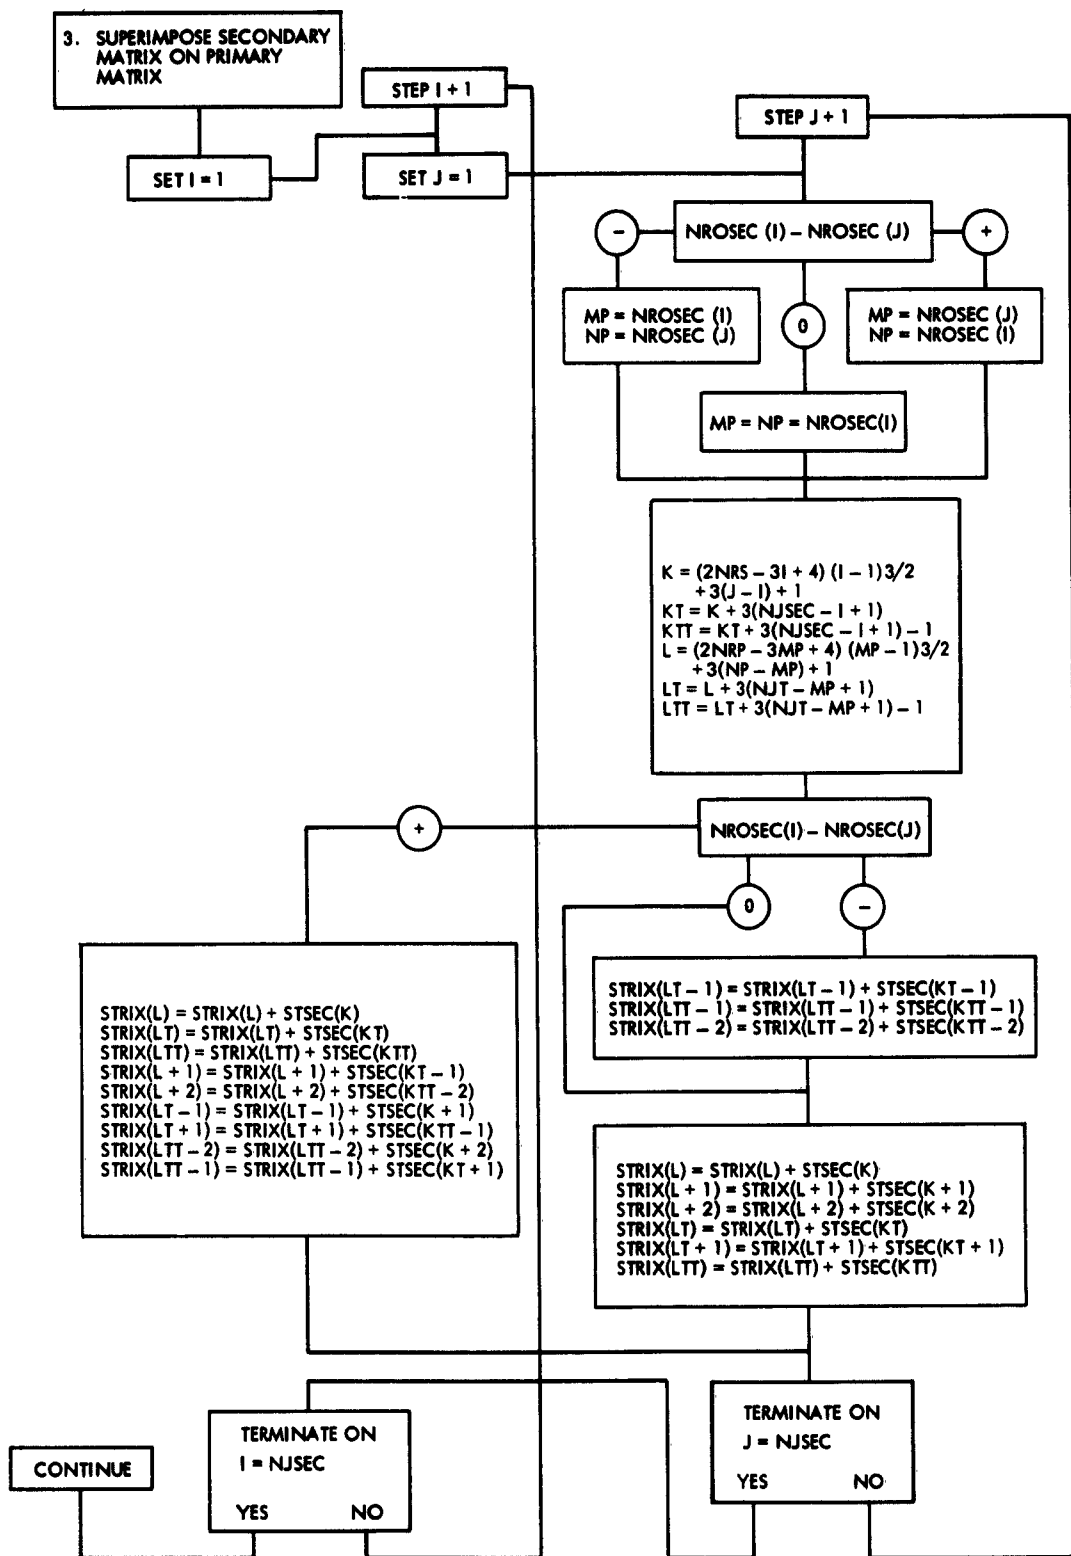 3. SUPERIMPOSE SECONDARY
MATRIX ON PRIMARY
MATRIX
STEP I + 1
STEP J + 1
SET I = 1
SET J = 1
NROSEC (I) – NROSEC (J)
–
+
MP = NROSEC (I)
NP = NROSEC (J)
0
MP = NROSEC (J)
NP = NROSEC (I)
MP = NP = NROSEC(I)
K = (2NRS – 3I + 4) (I – 1)3/2
+ 3(J – I) + 1
KT = K + 3(NJSEC – I + 1)
KTT = KT + 3(NJSEC – I + 1) – 1
L = (2NRP – 3MP + 4) (MP – 1)3/2
+ 3(NP – MP) + 1
LT = L + 3(NJT – MP + 1)
LTT = LT + 3(NJT – MP + 1) – 1
+
NROSEC(I) – NROSEC(J)
0
–
STRIX(LT – 1) = STRIX(LT – 1) + STSEC(KT – 1)
STRIX(LTT – 1) = STRIX(LTT – 1) + STSEC(KTT – 1)
STRIX(LTT – 2) = STRIX(LTT – 2) + STSEC(KTT – 2)
STRIX(L) = STRIX(L) + STSEC(K)
STRIX(LT) = STRIX(LT) + STSEC(KT)
STRIX(LTT) = STRIX(LTT) + STSEC(KTT)
STRIX(L + 1) = STRIX(L + 1) + STSEC(KT – 1)
STRIX(L + 2) = STRIX(L + 2) + STSEC(KTT – 2)
STRIX(LT – 1) = STRIX(LT – 1) + STSEC(K + 1)
STRIX(LT + 1) = STRIX(LT + 1) + STSEC(KTT – 1)
STRIX(LTT – 2) = STRIX(LTT – 2) + STSEC(K + 2)
STRIX(LTT – 1) = STRIX(LTT – 1) + STSEC(KT + 1)
STRIX(L) = STRIX(L) + STSEC(K)
STRIX(L + 1) = STRIX(L + 1) + STSEC(K + 1)
STRIX(L + 2) = STRIX(L + 2) + STSEC(K + 2)
STRIX(LT) = STRIX(LT) + STSEC(KT)
STRIX(LT + 1) = STRIX(LT + 1) + STSEC(KT + 1)
STRIX(LTT) = STRIX(LTT) + STSEC(KTT)
TERMINATE ON
J = NJSEC
YES NO
TERMINATE ON
I = NJSEC
YES NO
CONTINUE